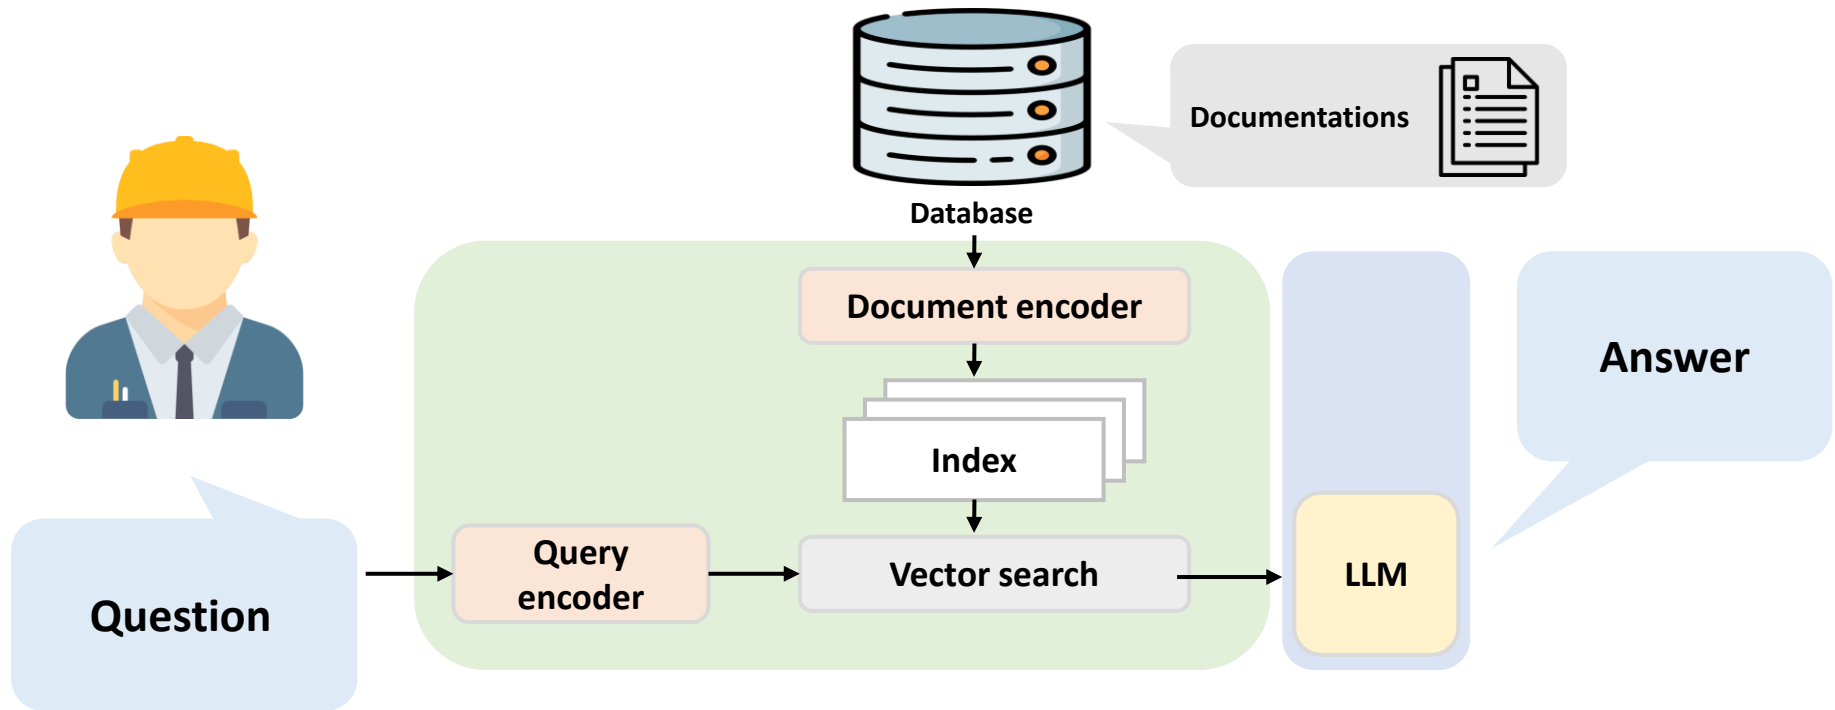 Documentations
Database
Document encoder
Answer
Index
Query
encoder
Vector search
LLM
Question